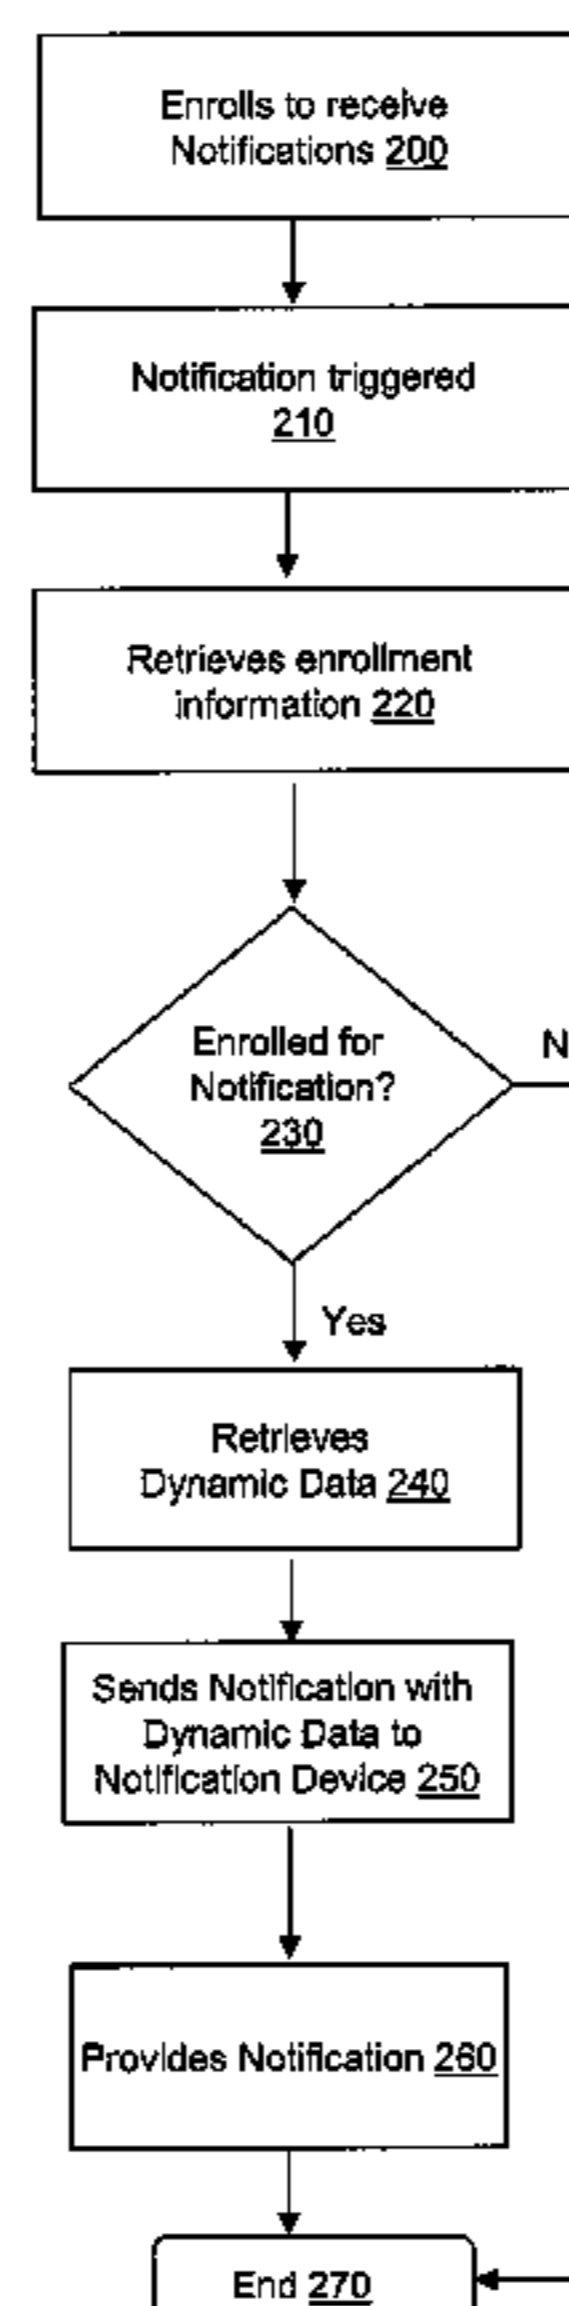 Enrolls to receive
Notifications 200
Notification triggered
210
Retrieves enrollment
information 220
Enrolled for
Notification?
230
N
Yes
Retrieves
Dynamic Data 240
Sends Notification with
Dynamic Data to
Notification Device 250
Provides Notification 260
End 270